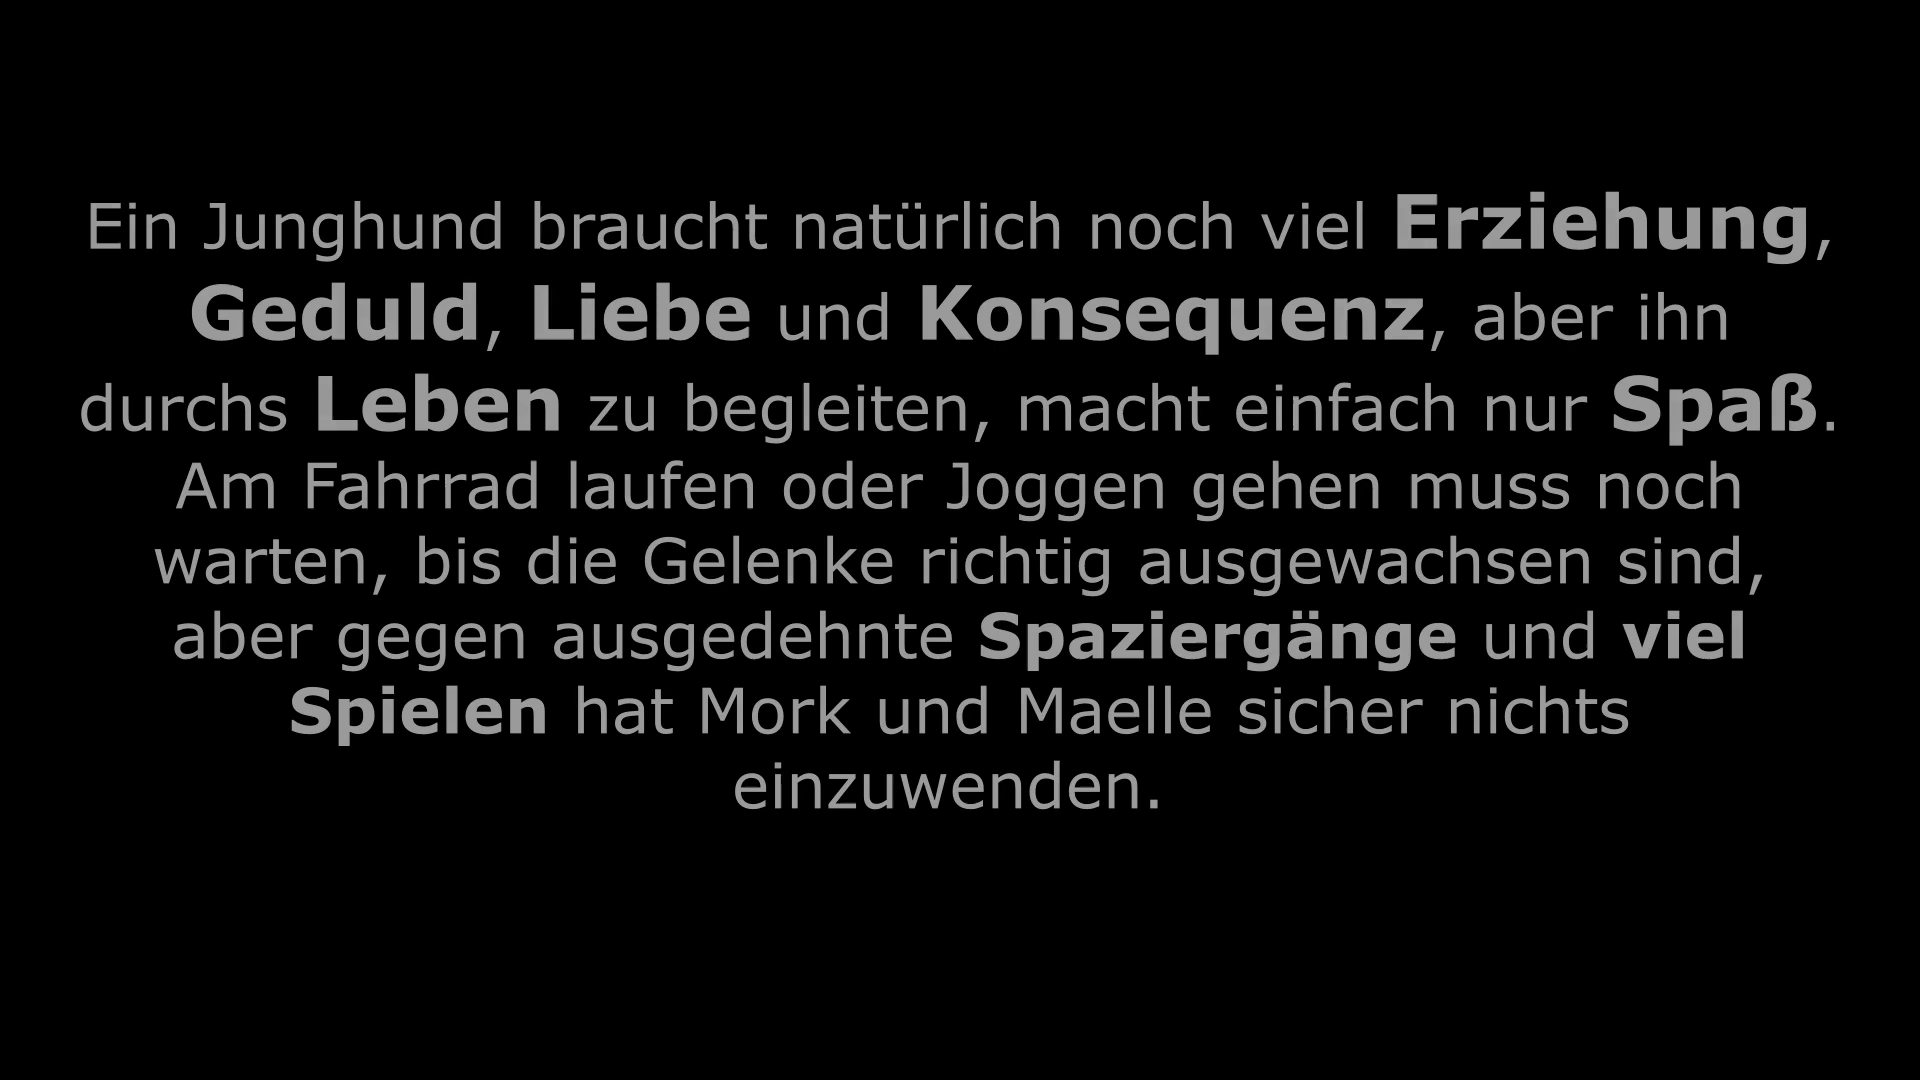 Ein Junghund braucht natürlich noch viel Erziehung,
Geduld, Liebe und Konsequenz, aber ihn
durchs Leben zu begleiten, macht einfach nur Spaß.
Am Fahrrad laufen oder Joggen gehen muss noch
warten, bis die Gelenke richtig ausgewachsen sind,
aber gegen ausgedehnte Spaziergänge und viel
Spielen hat Mork und Maelle sicher nichts
einzuwenden.